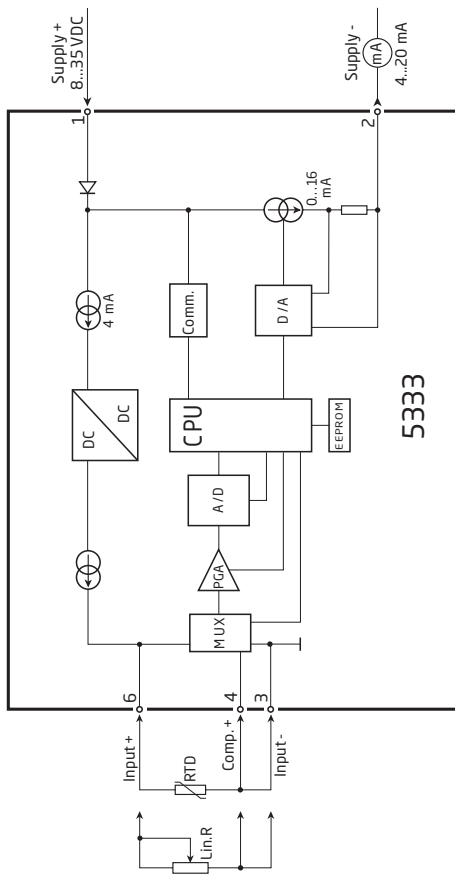 Supply +
8...35 VDC
1
Supply -
mA
4...20 mA
2
4 mA
0...16
mA
DC
DC
Comm.
D/A
CPU
EEPROM
A/D
PGA
MUX
5333
6
4
3
Input+
RTD
Comp.+
Input-
Lin.R